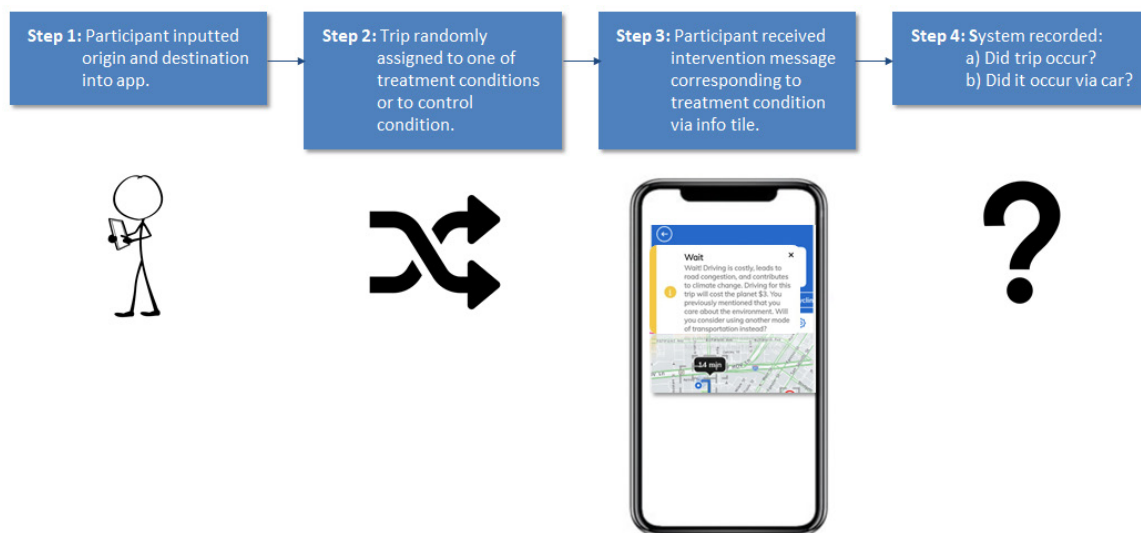 Step 1: Participant inputted
origin and destination
into app.
Step 2: Trip randomly
assigned to one of
treatment conditions
or to control
condition.
Step 3: Participant received
intervention message
corresponding to
treatment condition
via info tile.
Step 4: System recorded:
a) Did trip occur?
b) Did it occur via car?
Wait
Wait! Driving is costly, leads to
road congestion, and contributes
to climate change. Driving for this
trip will cost the planet $3. You
previously mentioned that you
care about the environment. Will
you consider using another mode
of transportation instead?
14 min